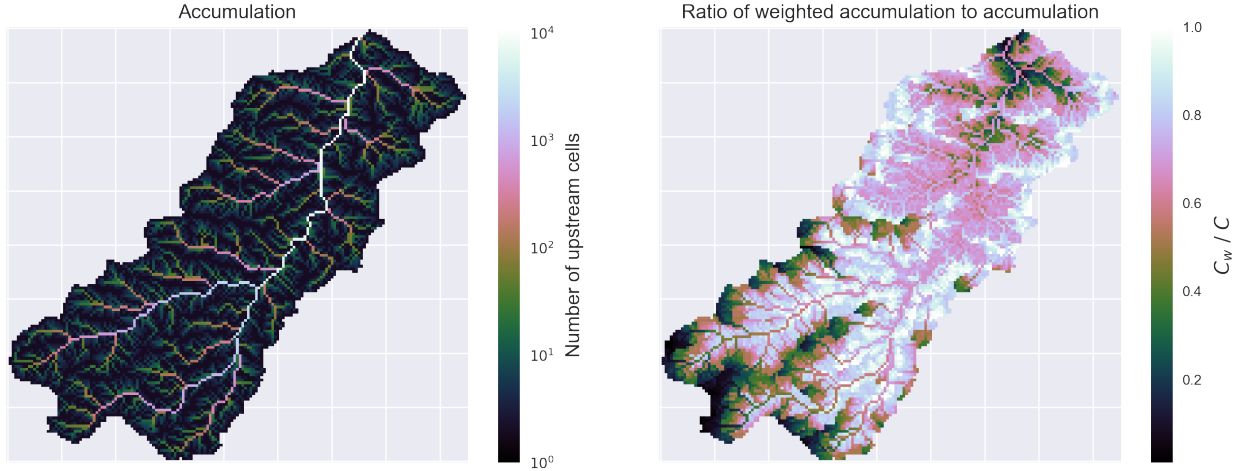 Accumulation
10^4
10^3
10^2
10^1
10^0
Number of upstream cells
Ratio of weighted accumulation to accumulation
1.0
0.8
0.6
0.4
0.2
C_w / C